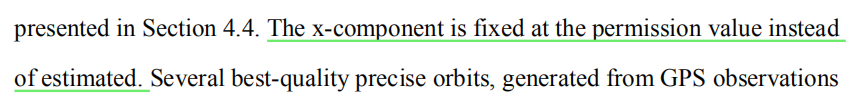 presented in Section 4.4. The x-component is fixed at the permission value instead
of estimated. Several best-quality precise orbits, generated from GPS observations